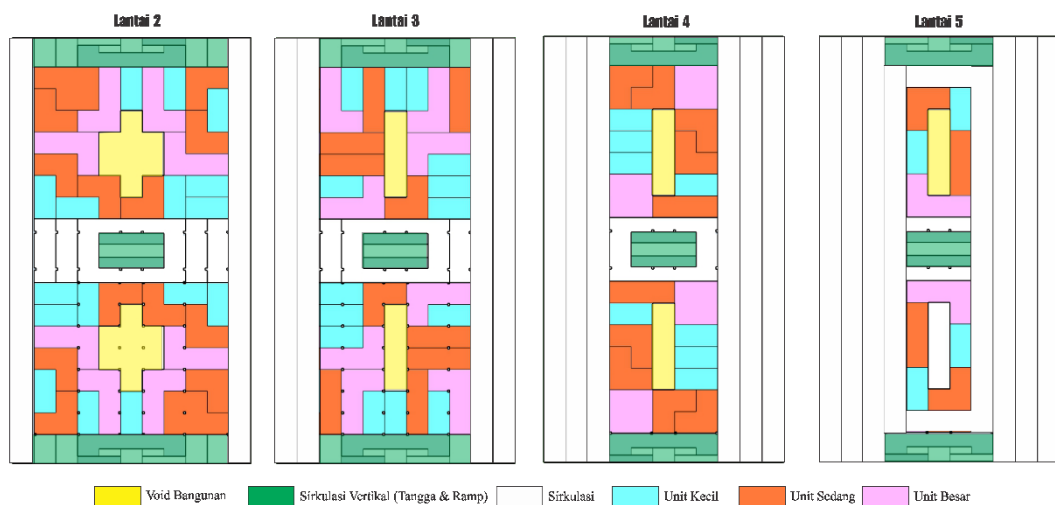 Lantai 2 Lantai 3 Lantai 4 Lantai 5
Void Bangunan Sirkulasi Vertikal (Tangga & Ramp) Sirkulasi Unit Kecil Unit Sedang Unit Besar